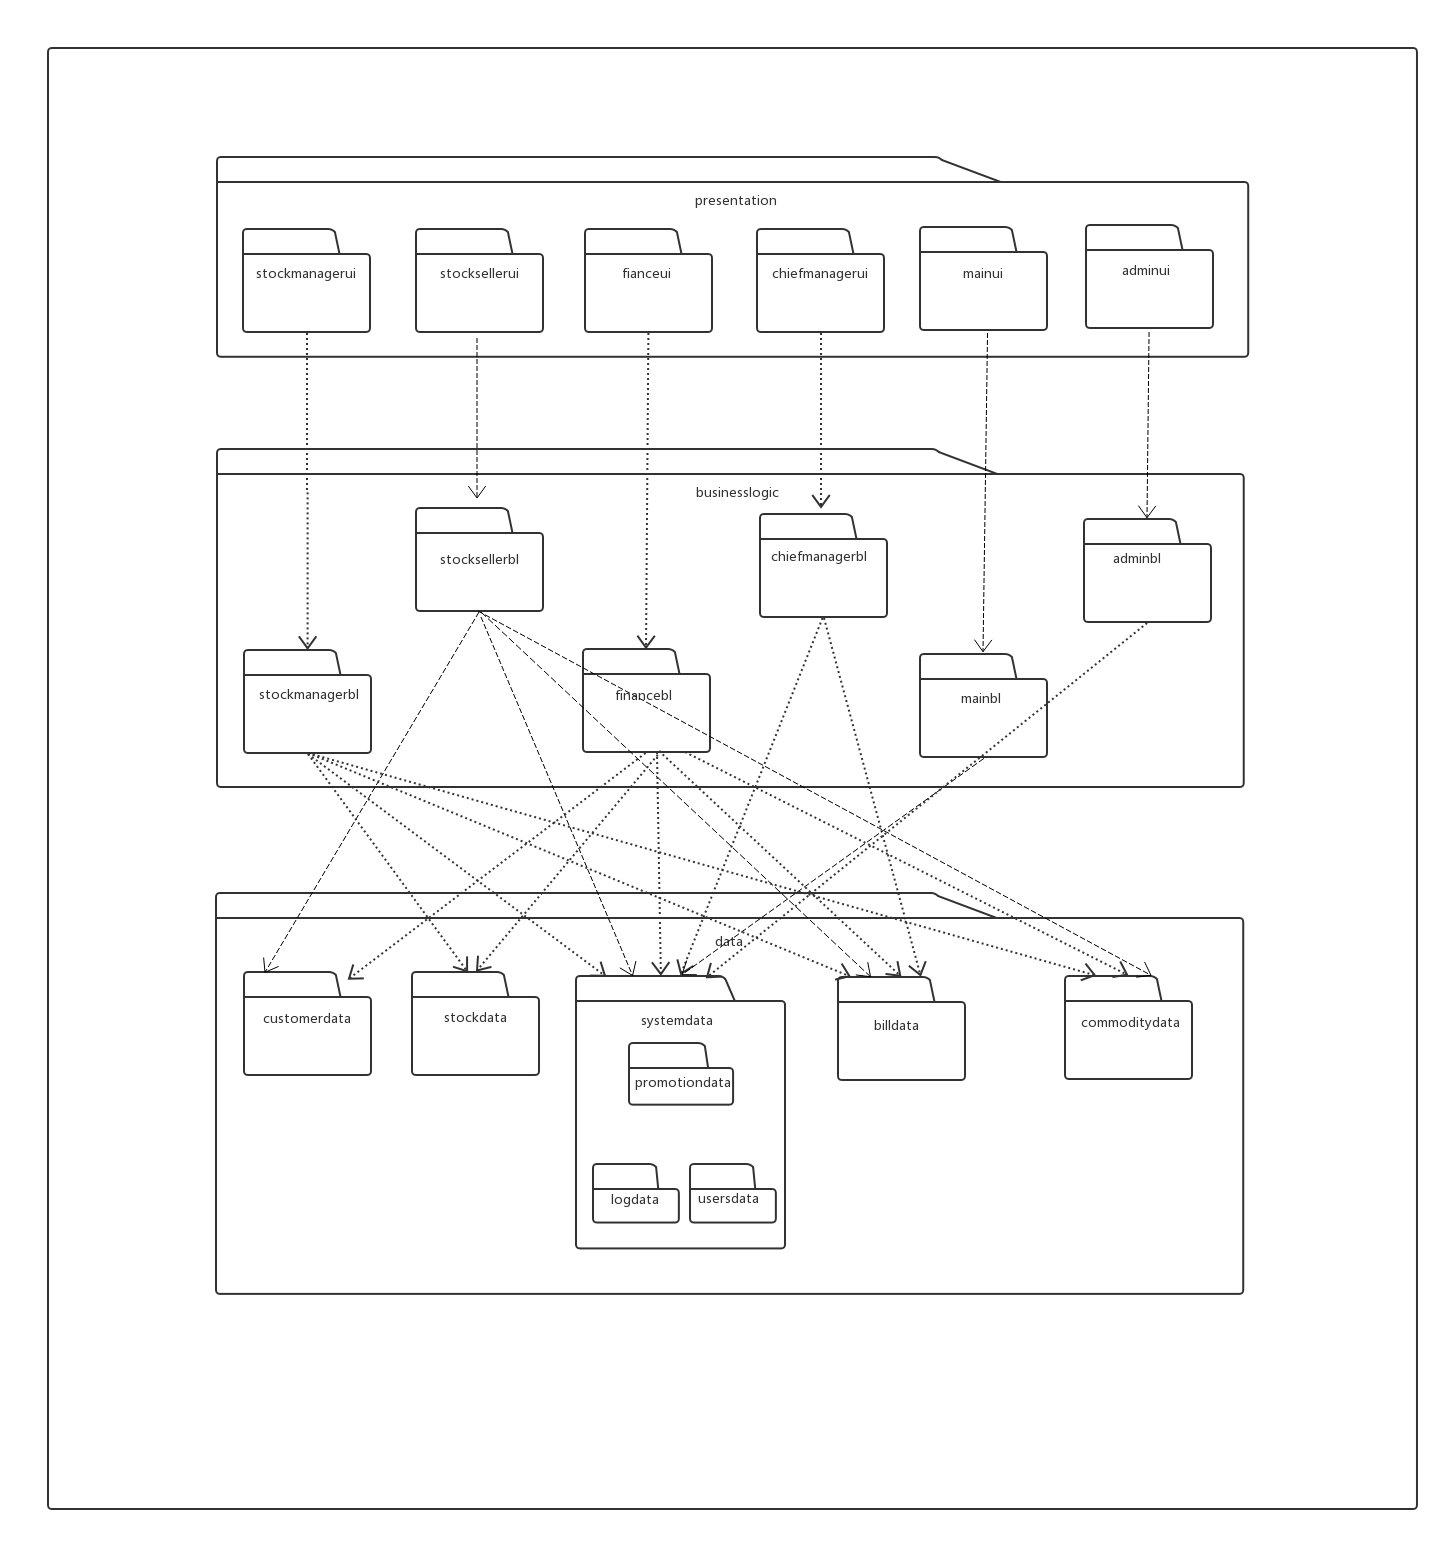 presentation
stockmanagerui
stocksellerui
fianceui
chiefmanagerui
mainui
adminui
businesslogic
stocksellerbl
chiefmanagerbl
adminbl
stockmanagerbl
financebl
mainbl
data
customerdata
stockdata
systemdata
billdata
commoditydata
promotiondata
logdata
usersdata